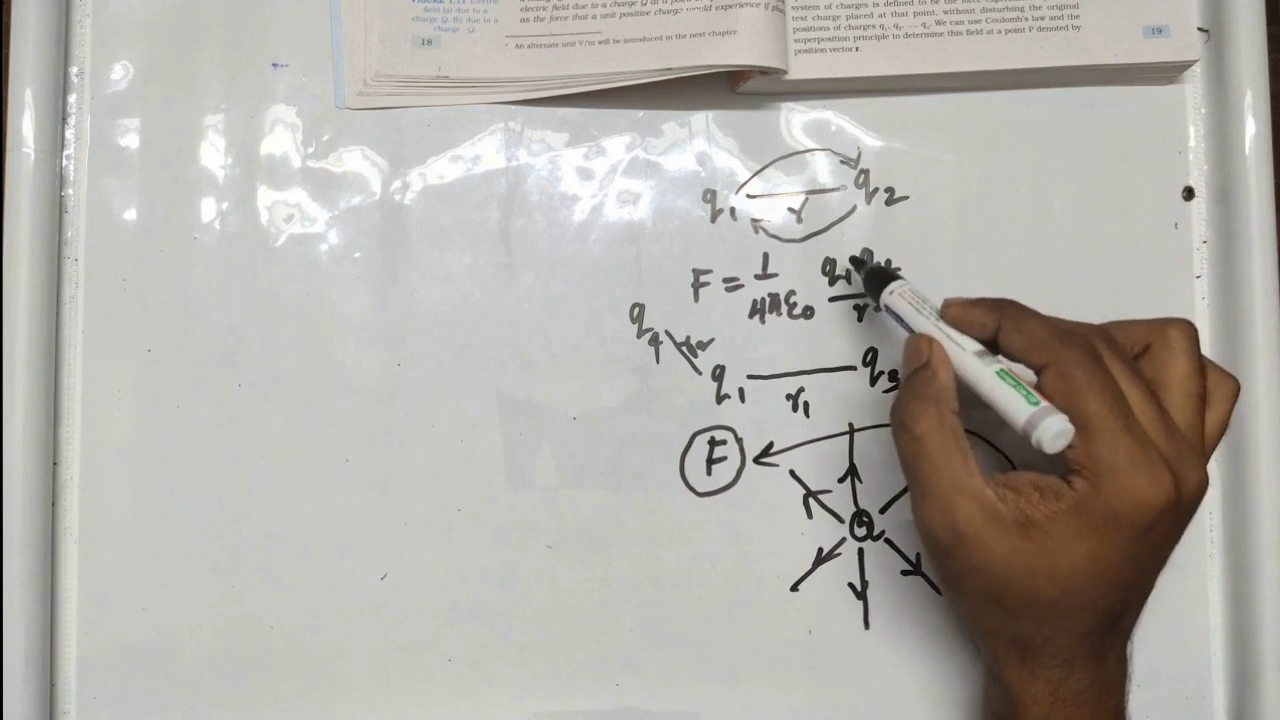 field (a) due to a
charge Q, (b) due to a
charge –Q.
18
as the force that a unit positive charge would experience if
* An alternate unit V/m will be introduced in the next chapter.
system of charges is defined to be the
test charge placed at that point, without disturbing the original
positions of charges q₁, q₂, ..., qₙ. We can use Coulomb's law and the
superposition principle to determine this field at a point P denoted by
position vector r.
19
q₁ r q₂
F = 1/4πε₀ q₁
q₄ r₂
q₁ r₁ q₃
F
Q